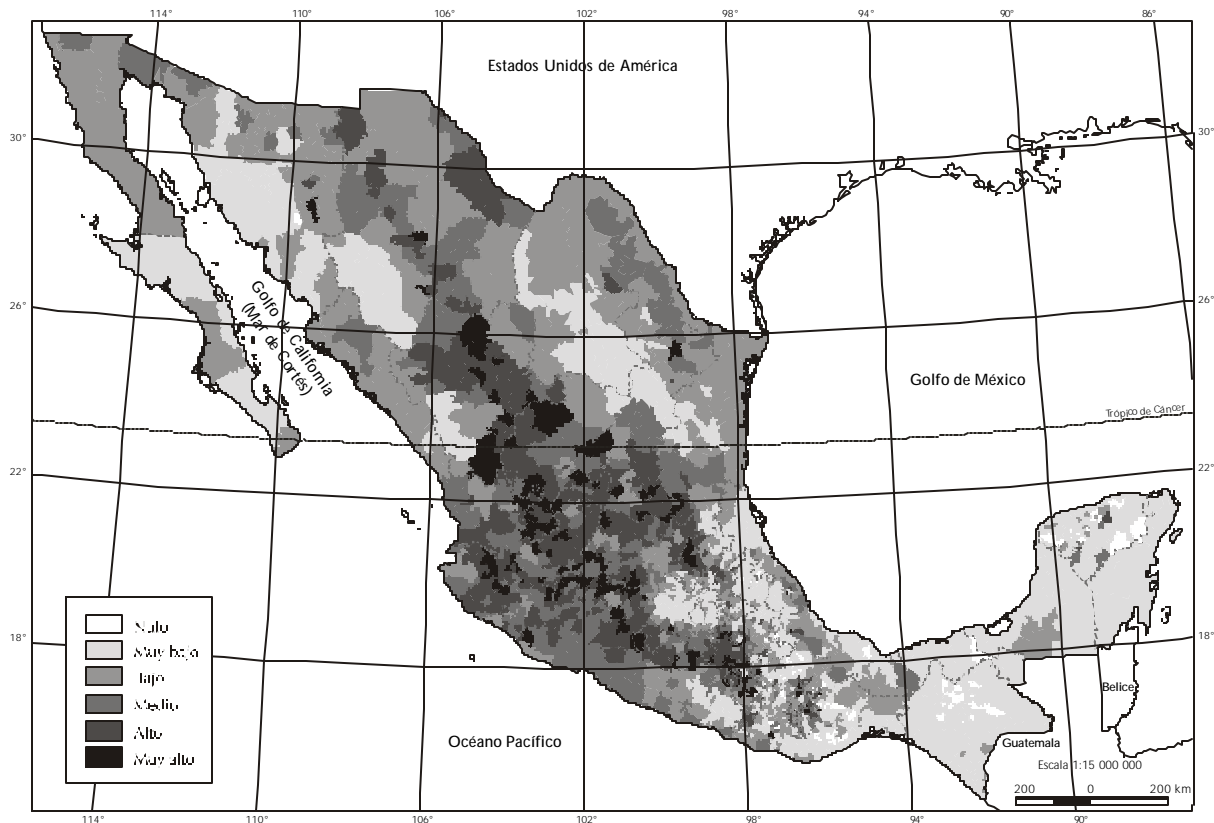 114° 110° 106° 102° 98° 94° 90° 86°
Estados Unidos de América
30° 30°
26° 26°
Golfo de California
(Mar de Cortés)
Golfo de México
Trópico de Cáncer
22° 22°
18° 18°
Nulo
Muy bajo
Bajo
Medio
Alto
Muy alto
Belice
Océano Pacífico
Guatemala
Escala 1:15 000 000
200 0 200 km
114° 110° 106° 102° 98° 94° 90°